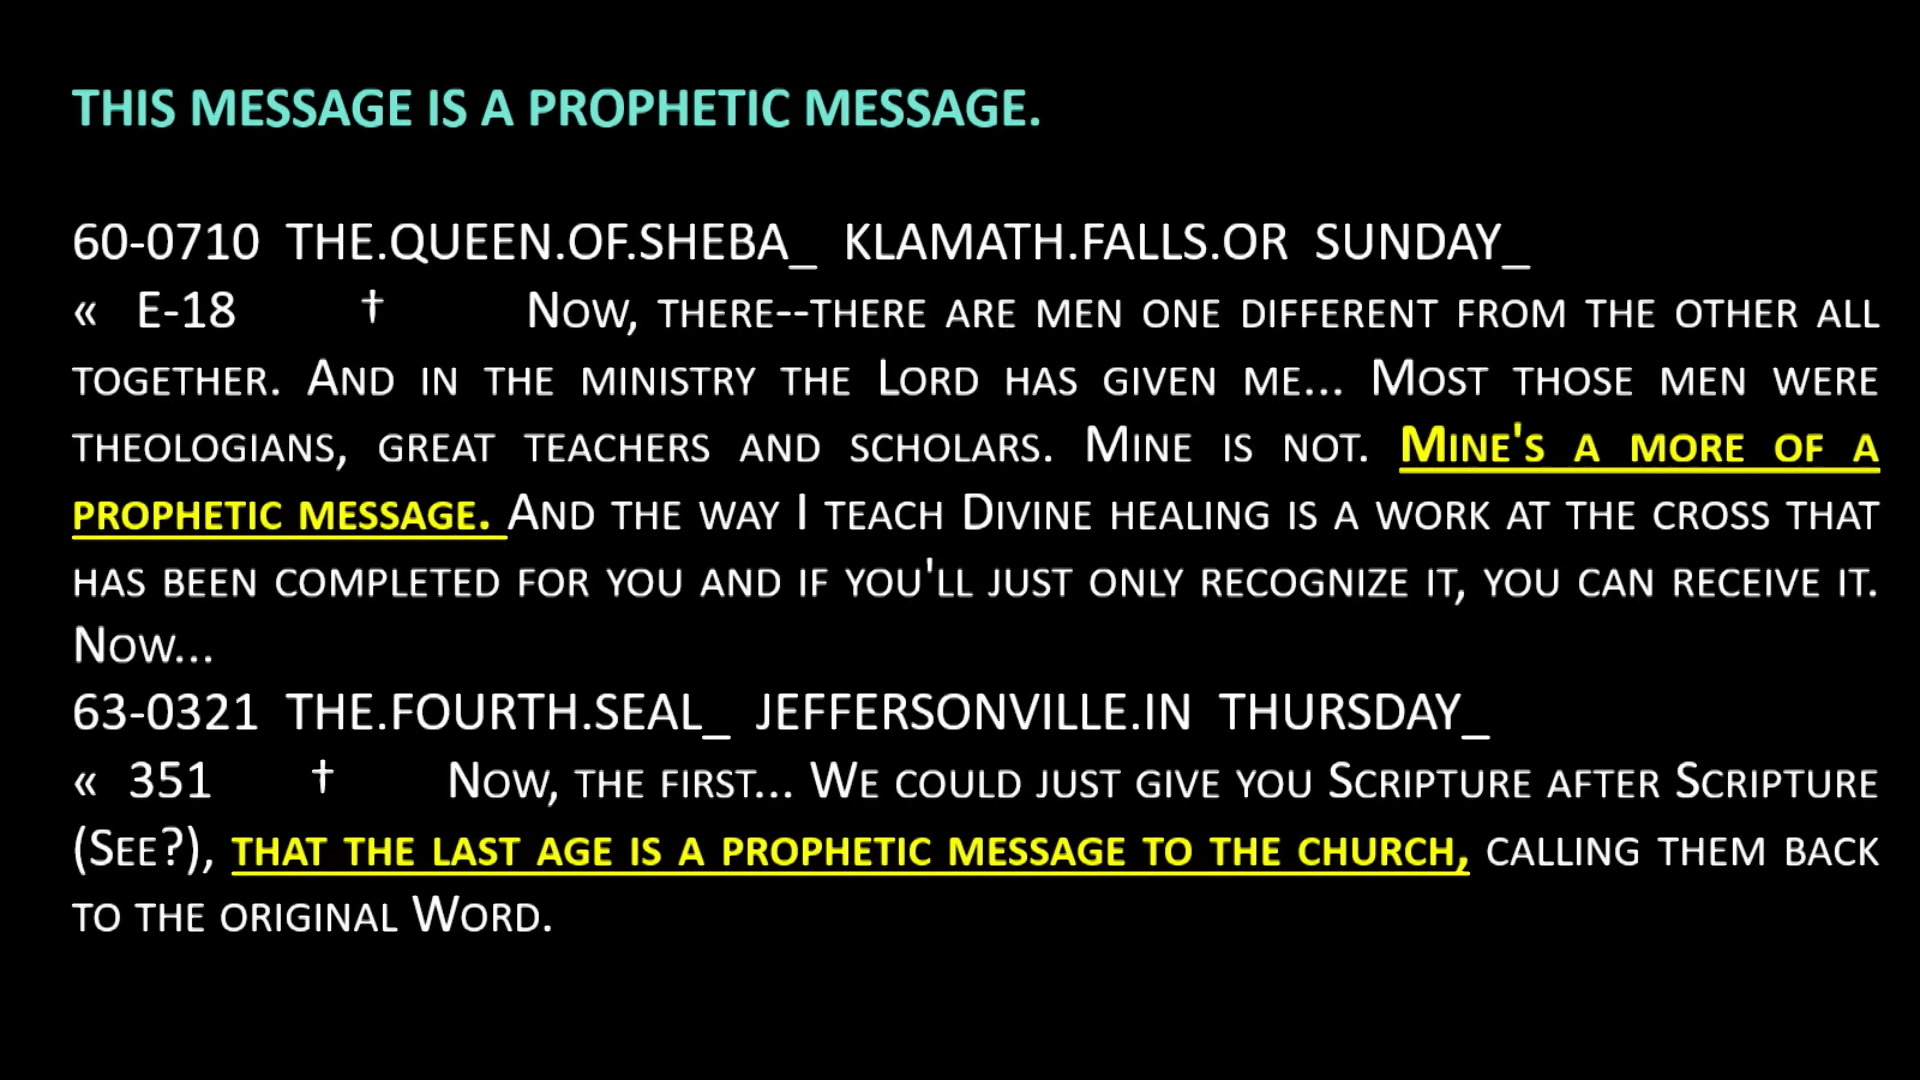 THIS MESSAGE IS A PROPHETIC MESSAGE.
60-0710 THE.QUEEN.OF.SHEBA_ KLAMATH.FALLS.OR SUNDAY_
« E-18 † Now, there--there are men one different from the other all
together. And in the ministry the Lord has given me... Most those men were
theologians, great teachers and scholars. Mine is not. Mine's a more of a
prophetic message. And the way I teach Divine healing is a work at the cross that
has been completed for you and if you'll just only recognize it, you can receive it.
Now...
63-0321 THE.FOURTH.SEAL_ JEFFERSONVILLE.IN THURSDAY_
« 351 † Now, the first... We could just give you Scripture after Scripture
(See?), that the last age is a prophetic message to the church, calling them back
to the original Word.